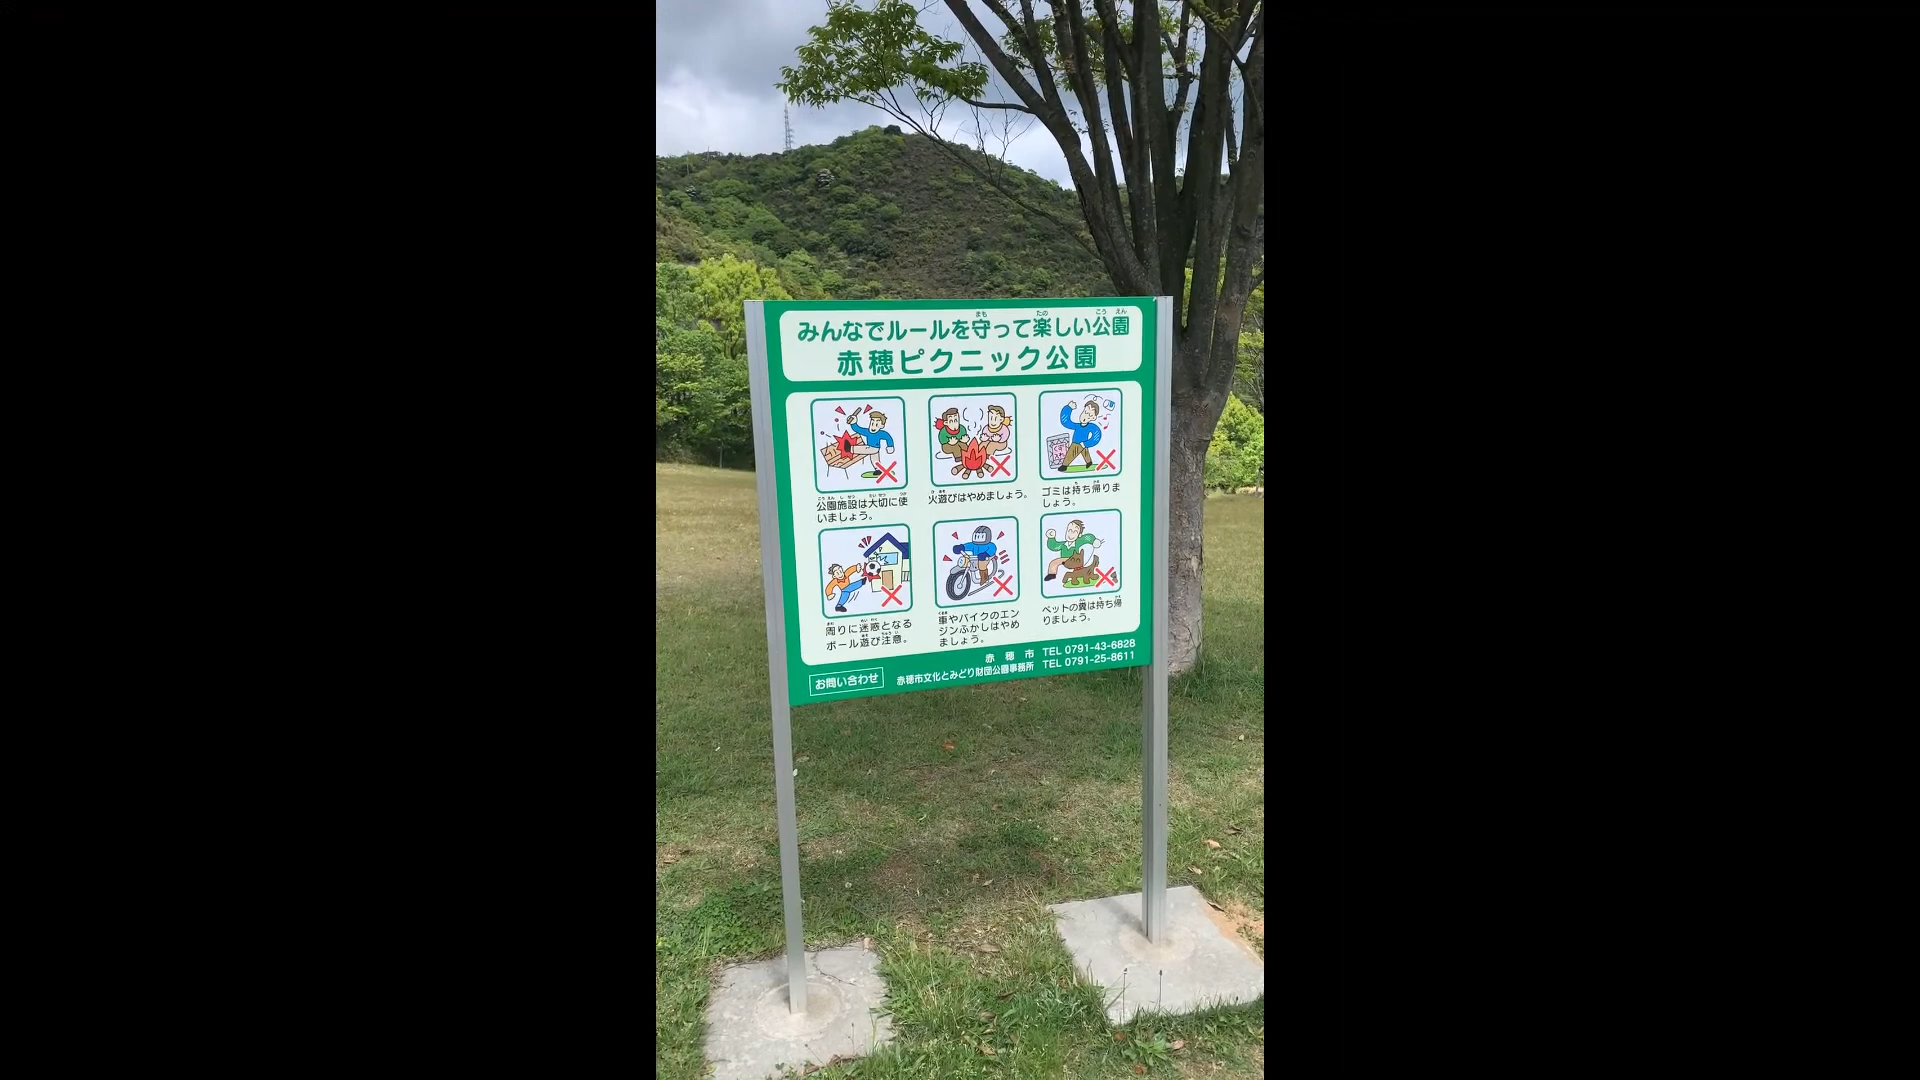 みんなでルールを守って楽しい公園
赤穂ピクニック公園
公園施設は大切に使
いましょう。
火遊びはやめましょう。
ゴミは持ち帰りま
しょう。
周りに迷惑となる
ボール遊び注意。
車やバイクのエン
ジンふかしはやめ
ましょう。
ペットの糞は持ち帰
りましょう。
お問い合わせ
赤穂市 TEL 0791-43-6828
赤穂市文化とみどり財団公園事務所 TEL 0791-25-8611